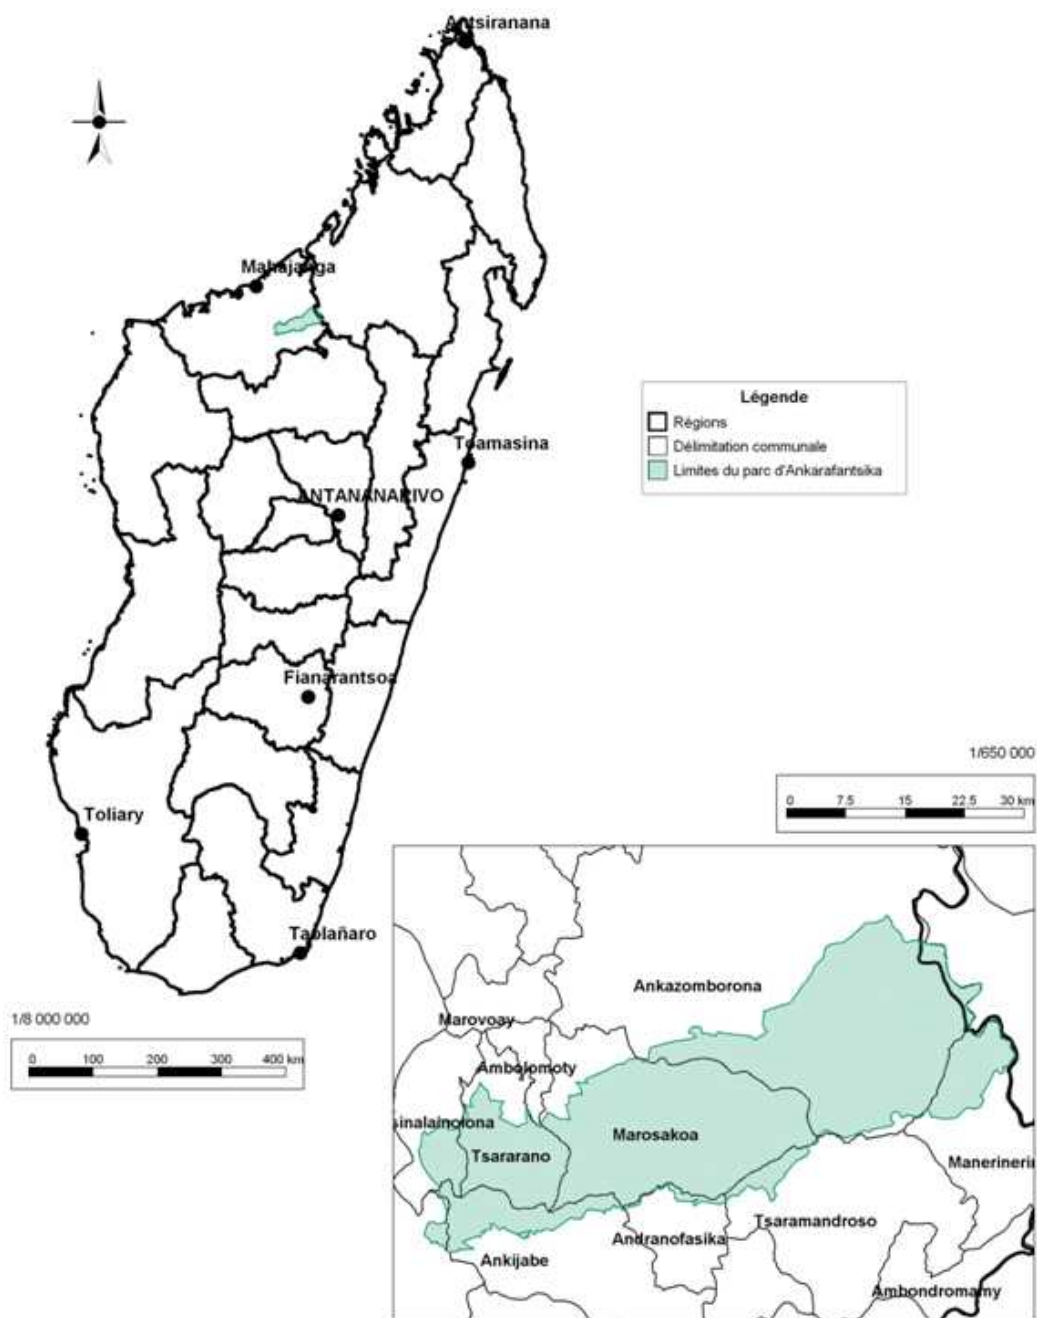 Antsiranana
Mahajanga
Toamasina
ANTANANARIVO
Fianarantsoa
Toliary
Taolañaro
Légende
Régions
Délimitation communale
Limites du parc d'Ankarafantsika
1/650 000
0 7.5 15 22.5 30 km
1/8 000 000
0 100 200 300 400 km
Ankazomborona
Marovoay
Ambolomoty
sinalainolona
Marosakoa
Tsararano
Manerineri
Tsaramandroso
Andranofasika
Ankijabe
Ambondromamy